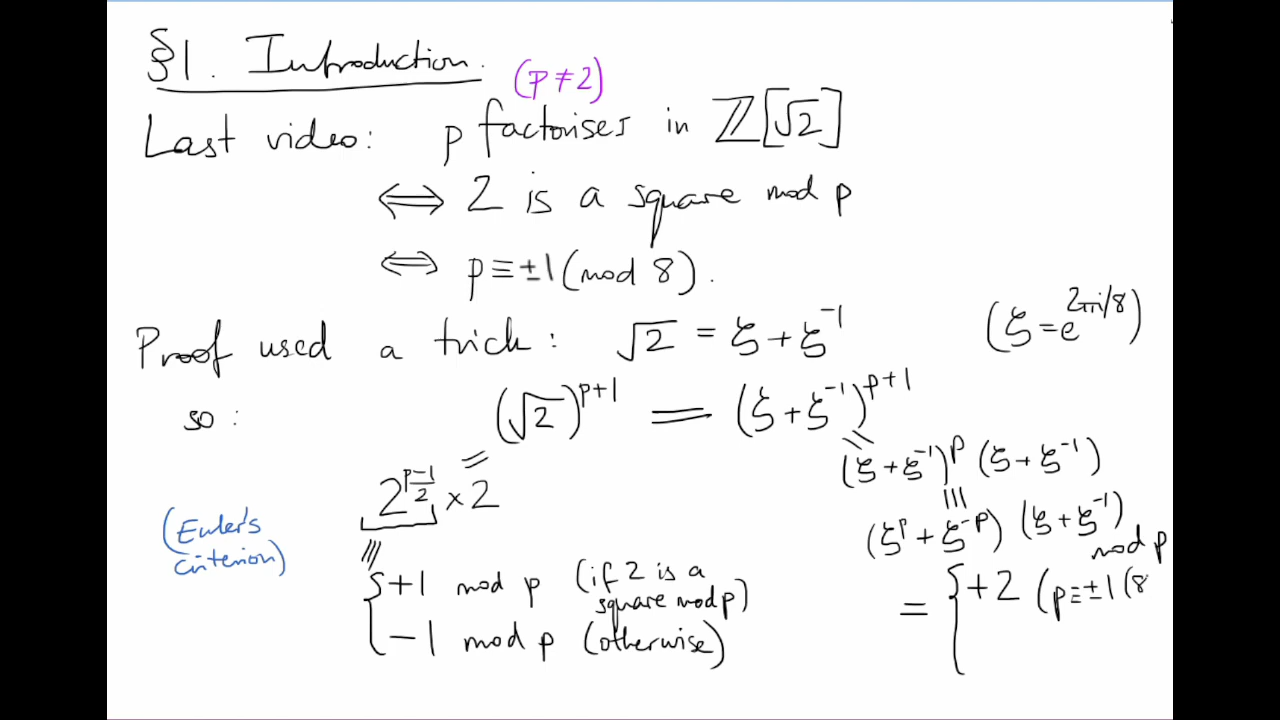 §1. Introduction.
(p ≠ 2)
Last video: p factorises in ℤ[√2]
⟺ 2 is a square mod p
⟺ p ≡ ±1 (mod 8).
Proof used a trick: √2 = ζ + ζ⁻¹ (ζ = e^{2πi/8})
so: (√2)^{p+1} = (ζ + ζ⁻¹)^{p+1}
= =
2^{\frac{p-1}{2}} × 2 (ζ + ζ⁻¹)^p (ζ + ζ⁻¹)
≡ ≡
(Euler's criterion) (ζ^p + ζ^{-p}) (ζ + ζ⁻¹) mod p
{ +1 mod p (if 2 is a square mod p)
−1 mod p (otherwise)
= { +2 (p ≡ ±1 (8